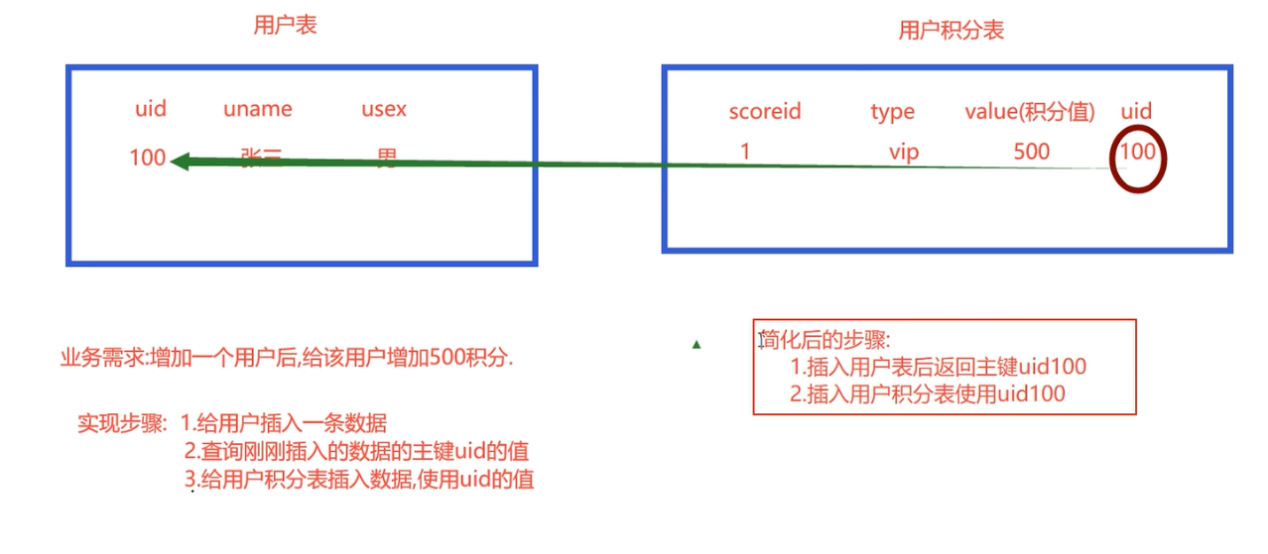 用户表
用户积分表
uid uname usex
100 张三 男
scoreid type value(积分值) uid
1 vip 500 100
业务需求:增加一个用户后,给该用户增加500积分.
实现步骤: 1.给用户插入一条数据
2.查询刚刚插入的数据的主键uid的值
3.给用户积分表插入数据,使用uid的值
简化后的步骤:
1.插入用户表后返回主键uid100
2.插入用户积分表使用uid100